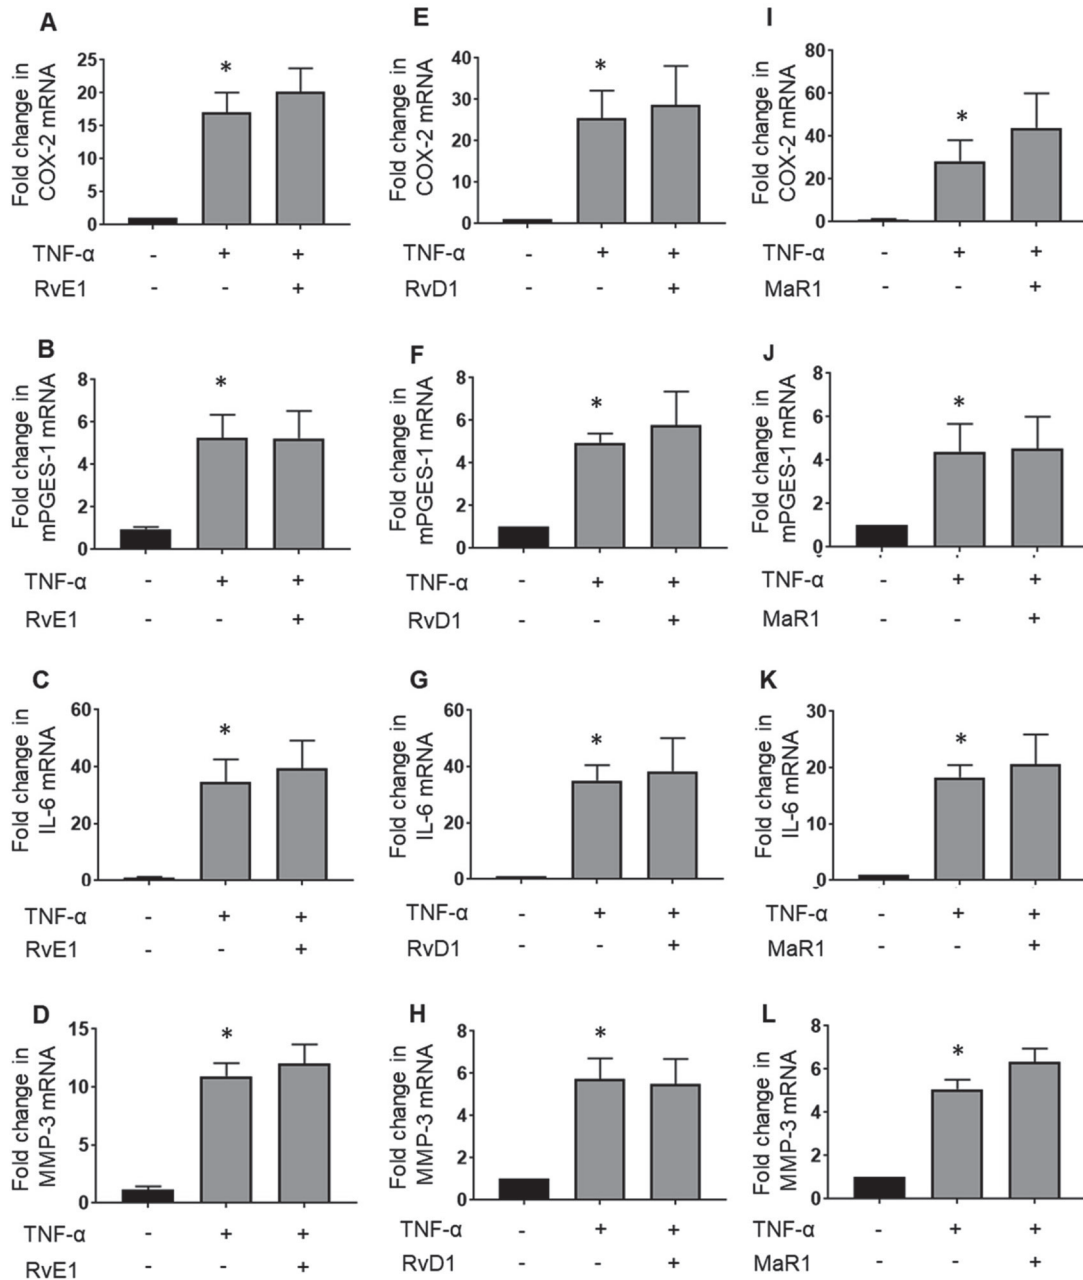 A
Fold change in
COX-2 mRNA
25
20
15
10
5
0
*
TNF-α - + +
RvE1 - - +
E
Fold change in
COX-2 mRNA
40
30
20
10
0
*
TNF-α - + +
RvD1 - - +
I
Fold change in
COX-2 mRNA
80
60
40
20
0
*
TNF-α - + +
MaR1 - - +
B
Fold change in
mPGES-1 mRNA
8
6
4
2
0
*
TNF-α - + +
RvE1 - - +
F
Fold change in
mPGES-1 mRNA
8
6
4
2
0
*
TNF-α - + +
RvD1 - - +
J
Fold change in
mPGES-1 mRNA
8
6
4
2
0
*
TNF-α - + +
MaR1 - - +
C
Fold change in
IL-6 mRNA
60
40
20
0
*
TNF-α - + +
RvE1 - - +
G
Fold change in
IL-6 mRNA
60
40
20
0
*
TNF-α - + +
RvD1 - - +
K
Fold change in
IL-6 mRNA
30
20
10
0
*
TNF-α - + +
MaR1 - - +
D
Fold change in
MMP-3 mRNA
15
10
5
0
*
TNF-α - + +
RvE1 - - +
H
Fold change in
MMP-3 mRNA
8
6
4
2
0
*
TNF-α - + +
RvD1 - - +
L
Fold change in
MMP-3 mRNA
8
6
4
2
0
*
TNF-α - + +
MaR1 - - +